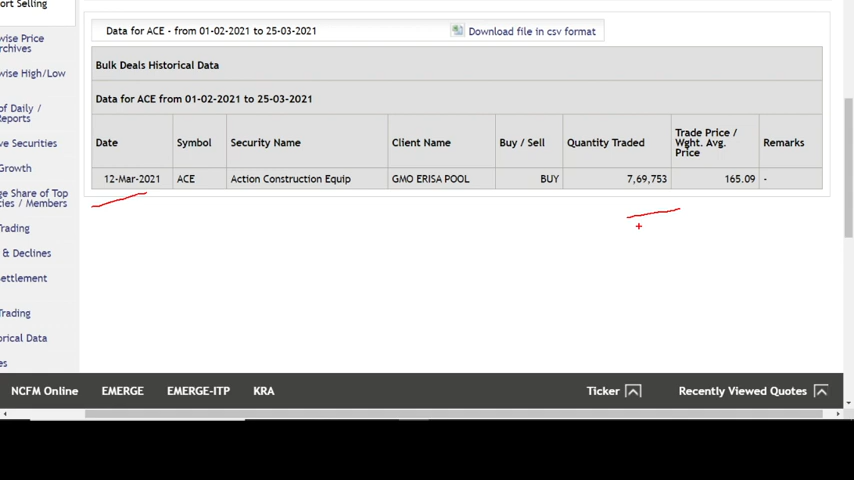 ort Selling
wise Price
rchives
wise High/Low
of Daily /
Reports
ve Securities
Growth
ge Share of Top
ties / Members
Trading
& Declines
Settlement
Trading
orical Data
es
Data for ACE - from 01-02-2021 to 25-03-2021
Download file in csv format
Bulk Deals Historical Data
Data for ACE from 01-02-2021 to 25-03-2021
Date Symbol Security Name Client Name Buy / Sell Quantity Traded Trade Price / Wght. Avg. Price Remarks
12-Mar-2021 ACE Action Construction Equip GMO ERISA POOL BUY 7,69,753 165.09 -
NCFM Online EMERGE EMERGE-ITP KRA Ticker Recently Viewed Quotes